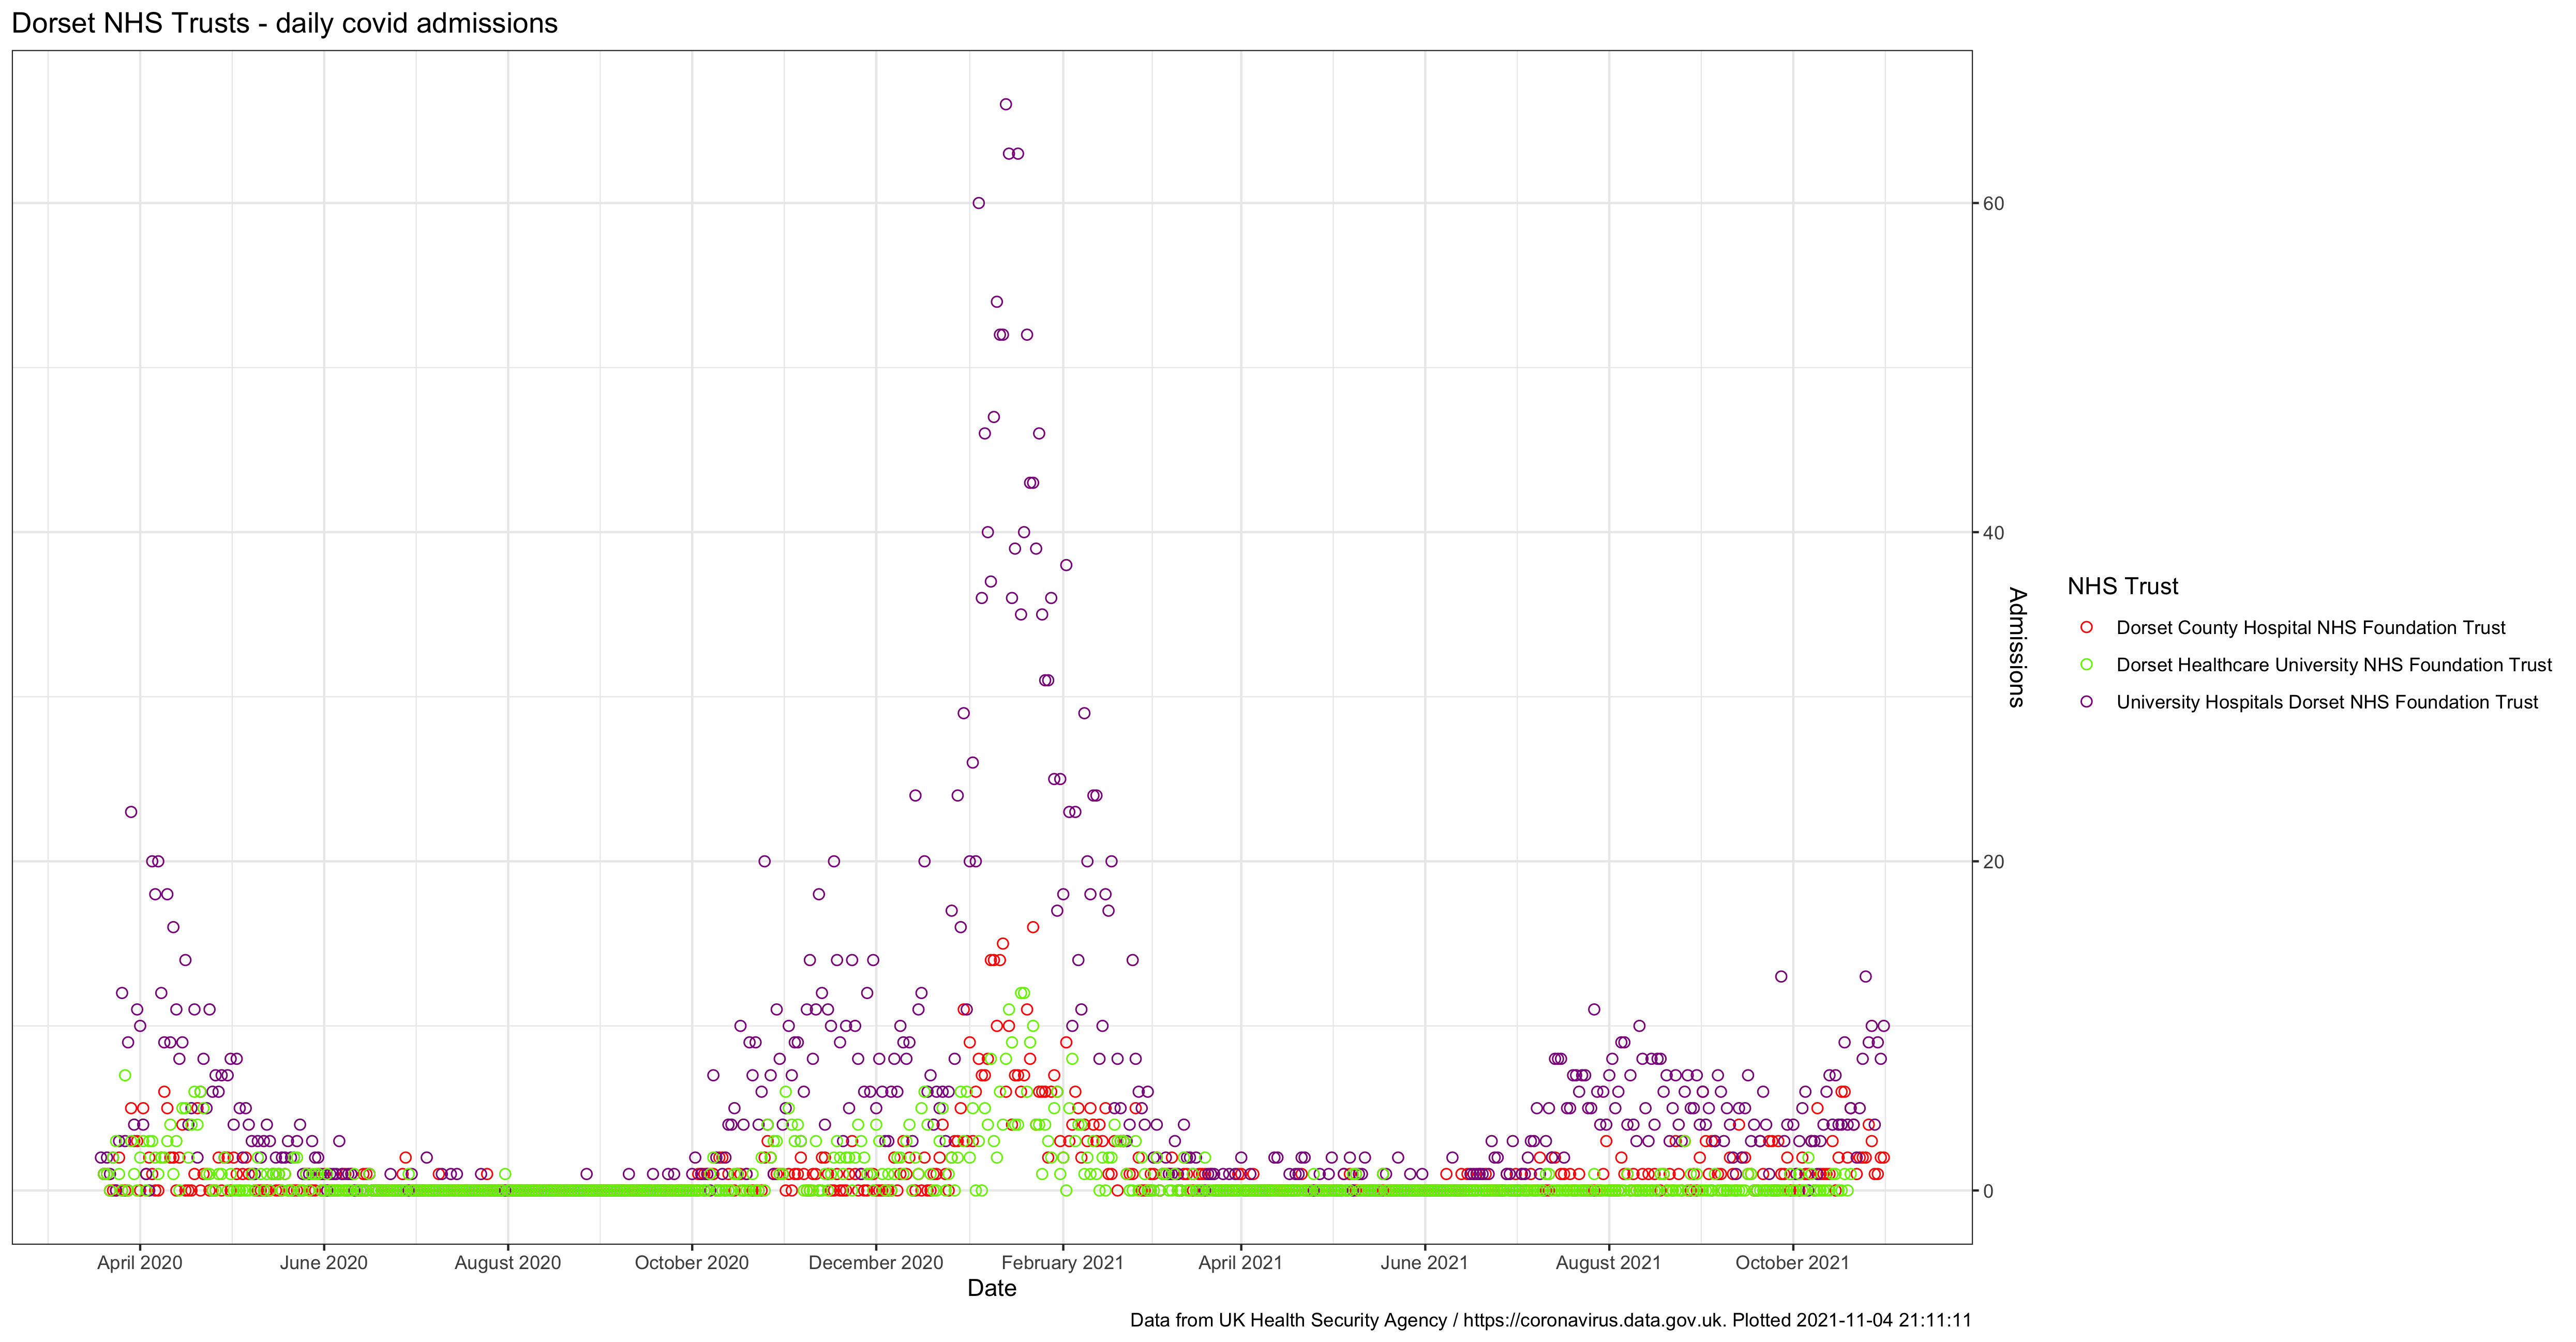 Dorset NHS Trusts - daily covid admissions
60
40
20
0
Admissions
NHS Trust
Dorset County Hospital NHS Foundation Trust
Dorset Healthcare University NHS Foundation Trust
University Hospitals Dorset NHS Foundation Trust
April 2020 June 2020 August 2020 October 2020 December 2020 February 2021 April 2021 June 2021 August 2021 October 2021
Date
Data from UK Health Security Agency / https://coronavirus.data.gov.uk. Plotted 2021-11-04 21:11:11